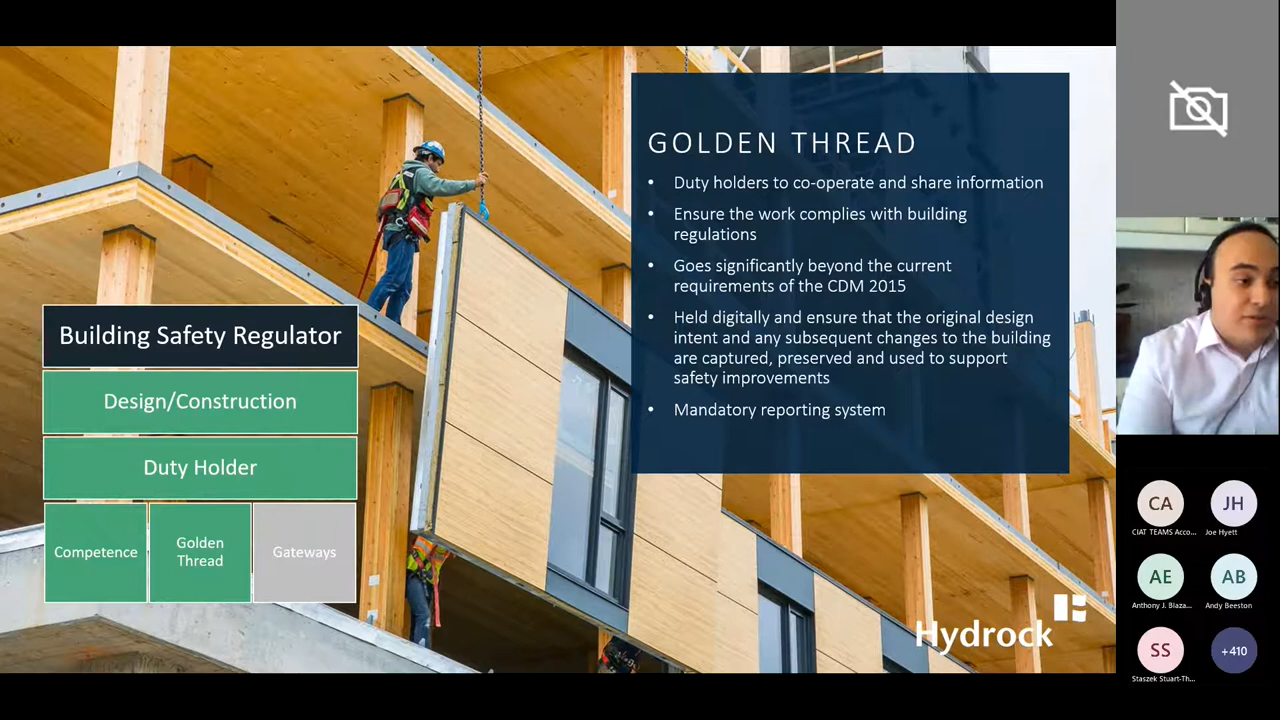 GOLDEN THREAD
• Duty holders to co-operate and share information
• Ensure the work complies with building
regulations
• Goes significantly beyond the current
requirements of the CDM 2015
• Held digitally and ensure that the original design
intent and any subsequent changes to the building
are captured, preserved and used to support
safety improvements
• Mandatory reporting system
Building Safety Regulator
Design/Construction
Duty Holder
Competence
Golden
Thread
Gateways
Hydrock
CA
CIAT TEAMS Acco...
JH
Joe Hyett
AE
Anthony J. Blaza...
AB
Andy Beeston
SS
Staszek Stuart-Th...
+410